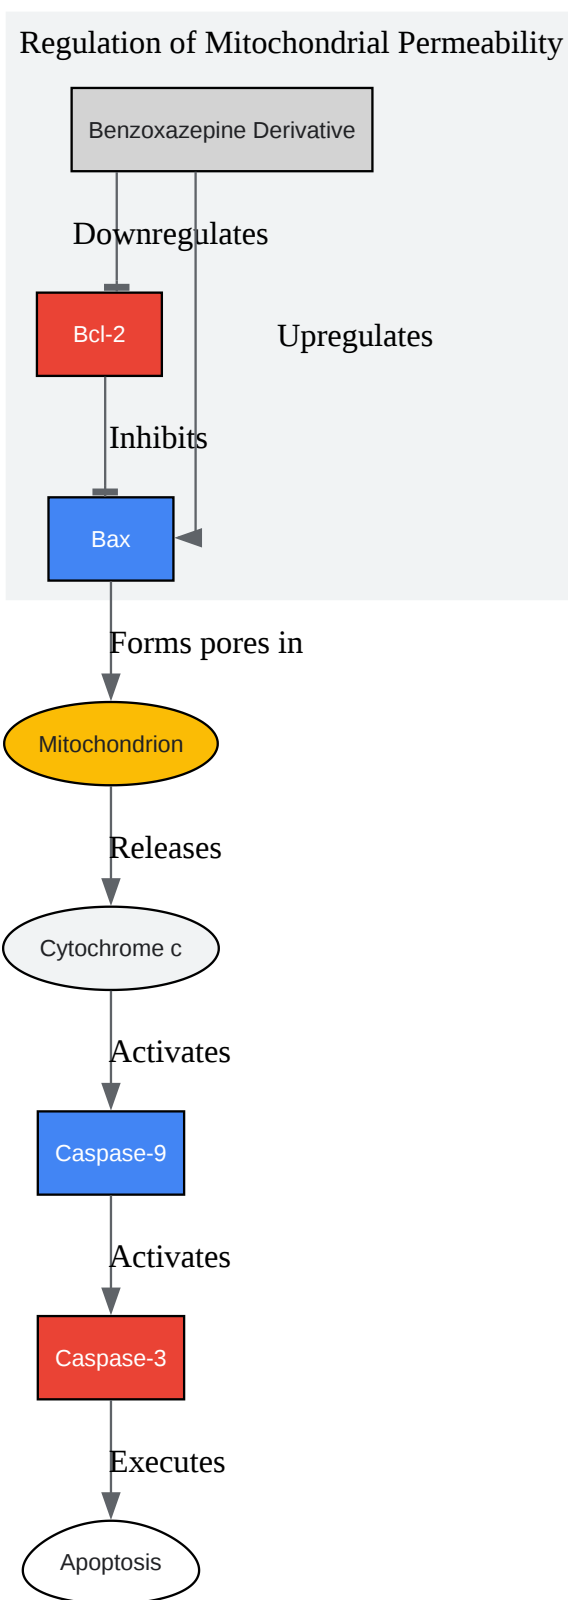 Regulation of Mitochondrial Permeability
Benzoxazepine Derivative
Downregulates
Bcl-2
Upregulates
Inhibits
Bax
Forms pores in
Mitochondrion
Releases
Cytochrome c
Activates
Caspase-9
Activates
Caspase-3
Executes
Apoptosis